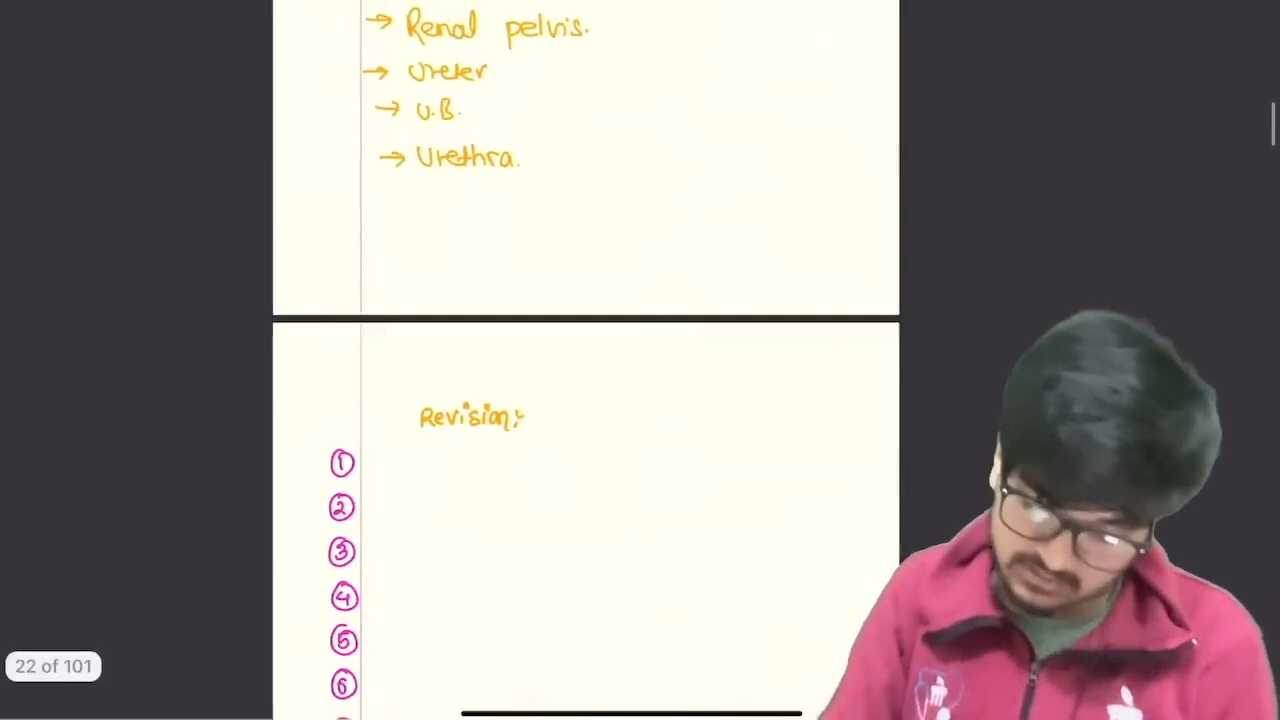 → Renal pelvis.
→ Ureter
→ U.B.
→ Urethra.
Revision:-
①
②
③
④
⑤
⑥
22 of 101